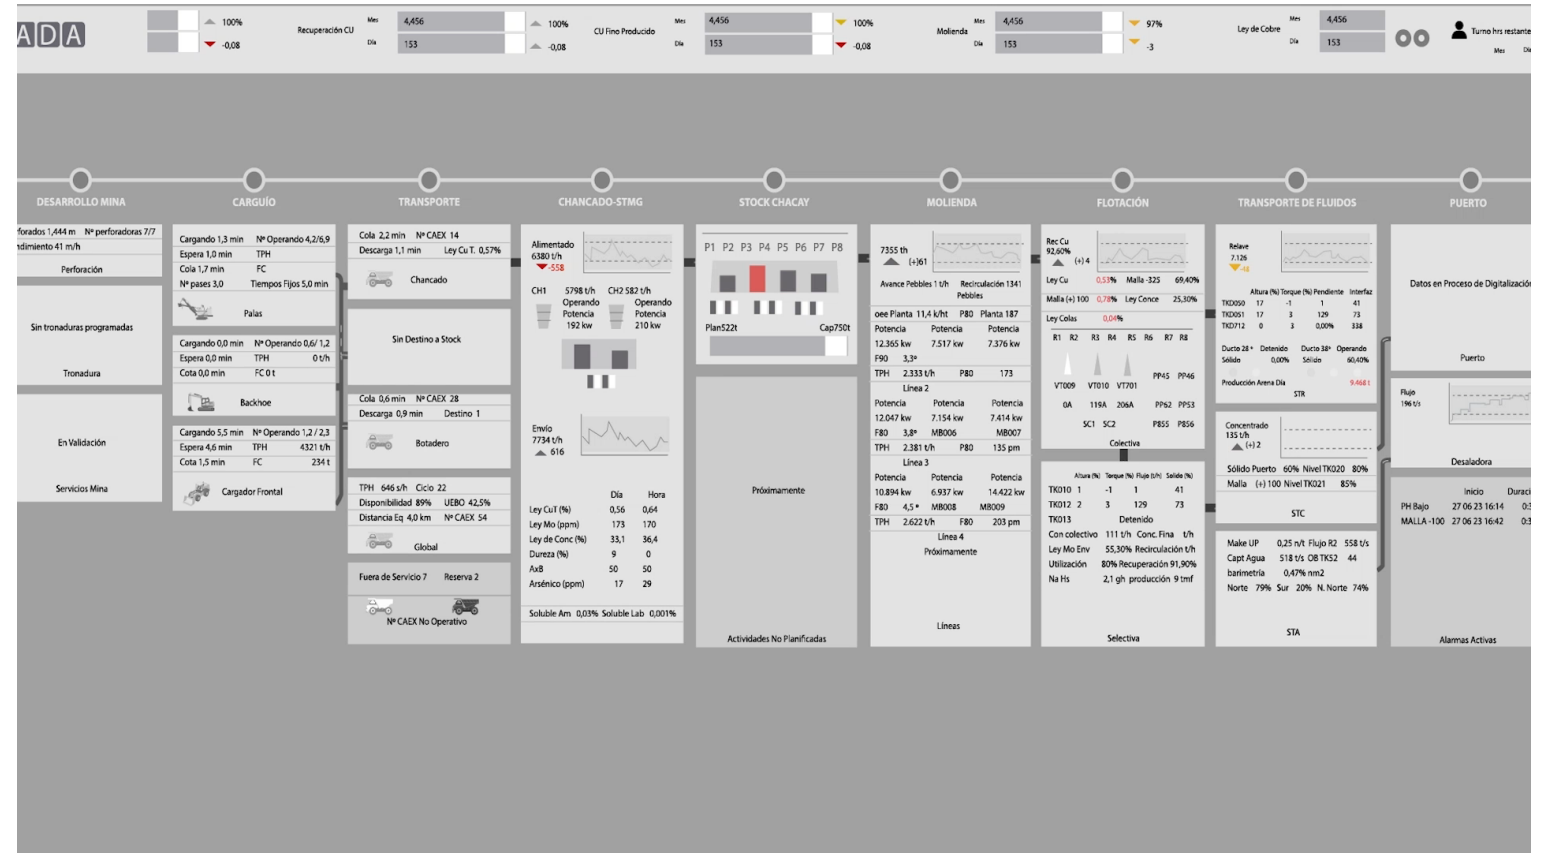 ADA
100%
-0,08
Recuperación CU
Mes 4,456
Día 153
100%
-0,08
CU Fino Producido
Mes 4,456
Día 153
100%
-0,08
Molienda
Mes 4,456
Día 153
97%
-3
Ley de Cobre
Mes 4,456
Día 153
Turno hrs restante
Mes
DESARROLLO MINA
CARGUÍO
TRANSPORTE
CHANCADO-STMG
STOCK CHACAY
MOLIENDA
FLOTACIÓN
TRANSPORTE DE FLUIDOS
PUERTO
forados 1,444 m Nº perforadoras 7/7
ndimiento 41 m/h
Perforación
Sin tronaduras programadas
Tronadura
En Validación
Servicios Mina
Cargando 1,3 min Nº Operando 4,2/6,9
Espera 1,0 min TPH
Cola 1,7 min FC
Nº pases 3,0 Tiempos Fijos 5,0 min
Palas
Cargando 0,0 min Nº Operando 0,6/ 1,2
Espera 0,0 min TPH 0 t/h
Cota 0,0 min FC 0 t
Backhoe
Cargando 5,5 min Nº Operando 1,2 / 2,3
Espera 4,6 min TPH 4321 t/h
Cota 1,5 min FC 234 t
Cargador Frontal
Cola 2,2 min Nº CAEX 14
Descarga 1,1 min Ley Cu T. 0,57%
Chancado
Sin Destino a Stock
Cola 0,6 min Nº CAEX 28
Descarga 0,9 min Destino 1
Botadero
TPH 646 s/h Ciclo 22
Disponibilidad 89% UEBO 42,5%
Distancia Eq 4,0 km Nº CAEX 54
Global
Fuera de Servicio 7 Reserva 2
Nº CAEX No Operativo
Alimentado
6380 t/h
-558
CH1 5798 t/h CH2 582 t/h
Operando Operando
Potencia Potencia
192 kw 210 kw
Envío
7734 t/h
616
Día Hora
Ley CuT (%) 0,56 0,64
Ley Mo (ppm) 173 170
Ley de Conc (%) 33,1 36,4
Dureza (%) 9 0
AxB 50 50
Arsénico (ppm) 17 29
Soluble Am 0,03% Soluble Lab 0,001%
P1 P2 P3 P4 P5 P6 P7 P8
Plan522t Cap750t
Próximamente
Actividades No Planificadas
7355 th
(+)61
Avance Pebbles 1 t/h Recirculación 1341
Pebbles
oee Planta 11,4 k/ht P80 Planta 187
Potencia Potencia Potencia
12.365 kw 7.517 kw 7.376 kw
F90 3,3º
TPH 2.333 t/h P80 173
Línea 2
Potencia Potencia Potencia
12.047 kw 7.154 kw 7.414 kw
F80 3,8º MB006 MB007
TPH 2.381 t/h P80 135 pm
Línea 3
Potencia Potencia Potencia
10.894 kw 6.937 kw 14.422 kw
F80 4,5 º MB008 MB009
TPH 2.622 t/h F80 203 pm
Línea 4
Próximamente
Líneas
Rec Cu
92,60%
(+) 4
Ley Cu 0,53% Malla -325 69,40%
Malla (+) 100 0,78% Ley Conce 25,30%
Ley Colas 0,04%
R1 R2 R3 R4 R5 R6 R7 R8
PP45 PP46
VT009 VT010 VT701
0A 119A 206A PP62 PP53
SC1 SC2 P855 P856
Colectiva
Altura (%) Torque (%) Fluje (t/h) Salido (%)
TK010 1 -1 1 41
TK012 2 3 129 73
TK013 Detenido
Con colectivo 111 t/h Conc. Fina t/h
Ley Mo Env 55,30% Recirculación t/h
Utilización 80% Recuperación 91,90%
Na Hs 2,1 gh producción 9 tmf
Selectiva
Relave
7.126
Altura (%) Torque (%) Pendiente Interfaz
TKD050 17 -1 1 41
TKD051 17 3 129 73
TKD712 0 3 0,00% 338
Ducto 28 " Detenido Ducto 38" Operando
Sólido 0,00% Sólido 60,40%
Producción Arena Dia 9.468 t
STR
Concentrado
135 t/h
(+) 2
Sólido Puerto 60% Nivel TK020 80%
Malla (+) 100 Nivel TK021 85%
STC
Make UP 0,25 n/t Flujo R2 558 t/s
Capt Agua 518 t/s OB TK52 44
barimetria 0,47% nm2
Norte 79% Sur 20% N. Norte 74%
STA
Datos en Proceso de Digitalizació
Puerto
Flujo
196 t/s
Desaladora
Inicio Duraci
PH Bajo 27 06 23 16:14 0:3
MALLA -100 27 06 23 16:42 0:3
Alarmas Activas